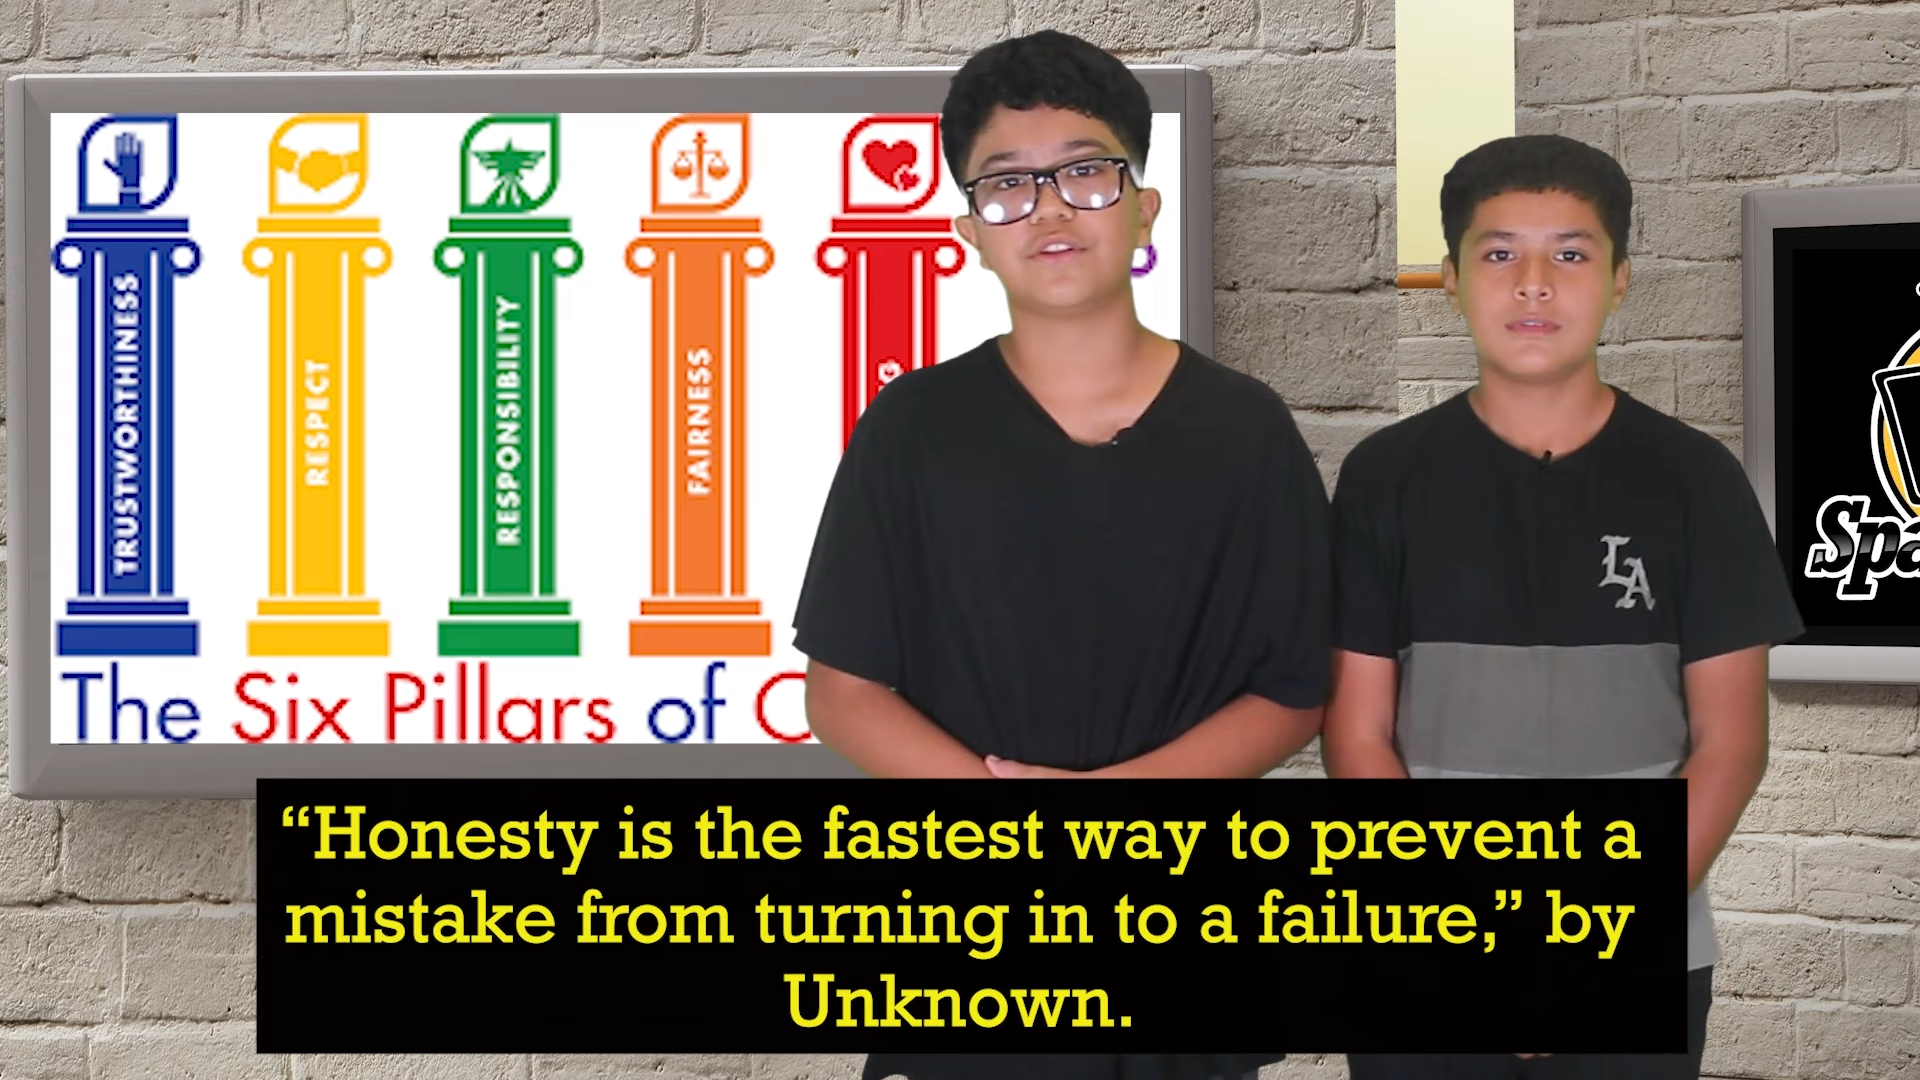 TRUSTWORTHINESS
RESPECT
RESPONSIBILITY
FAIRNESS
The Six Pillars of
LA
“Honesty is the fastest way to prevent a
mistake from turning in to a failure,” by
Unknown.